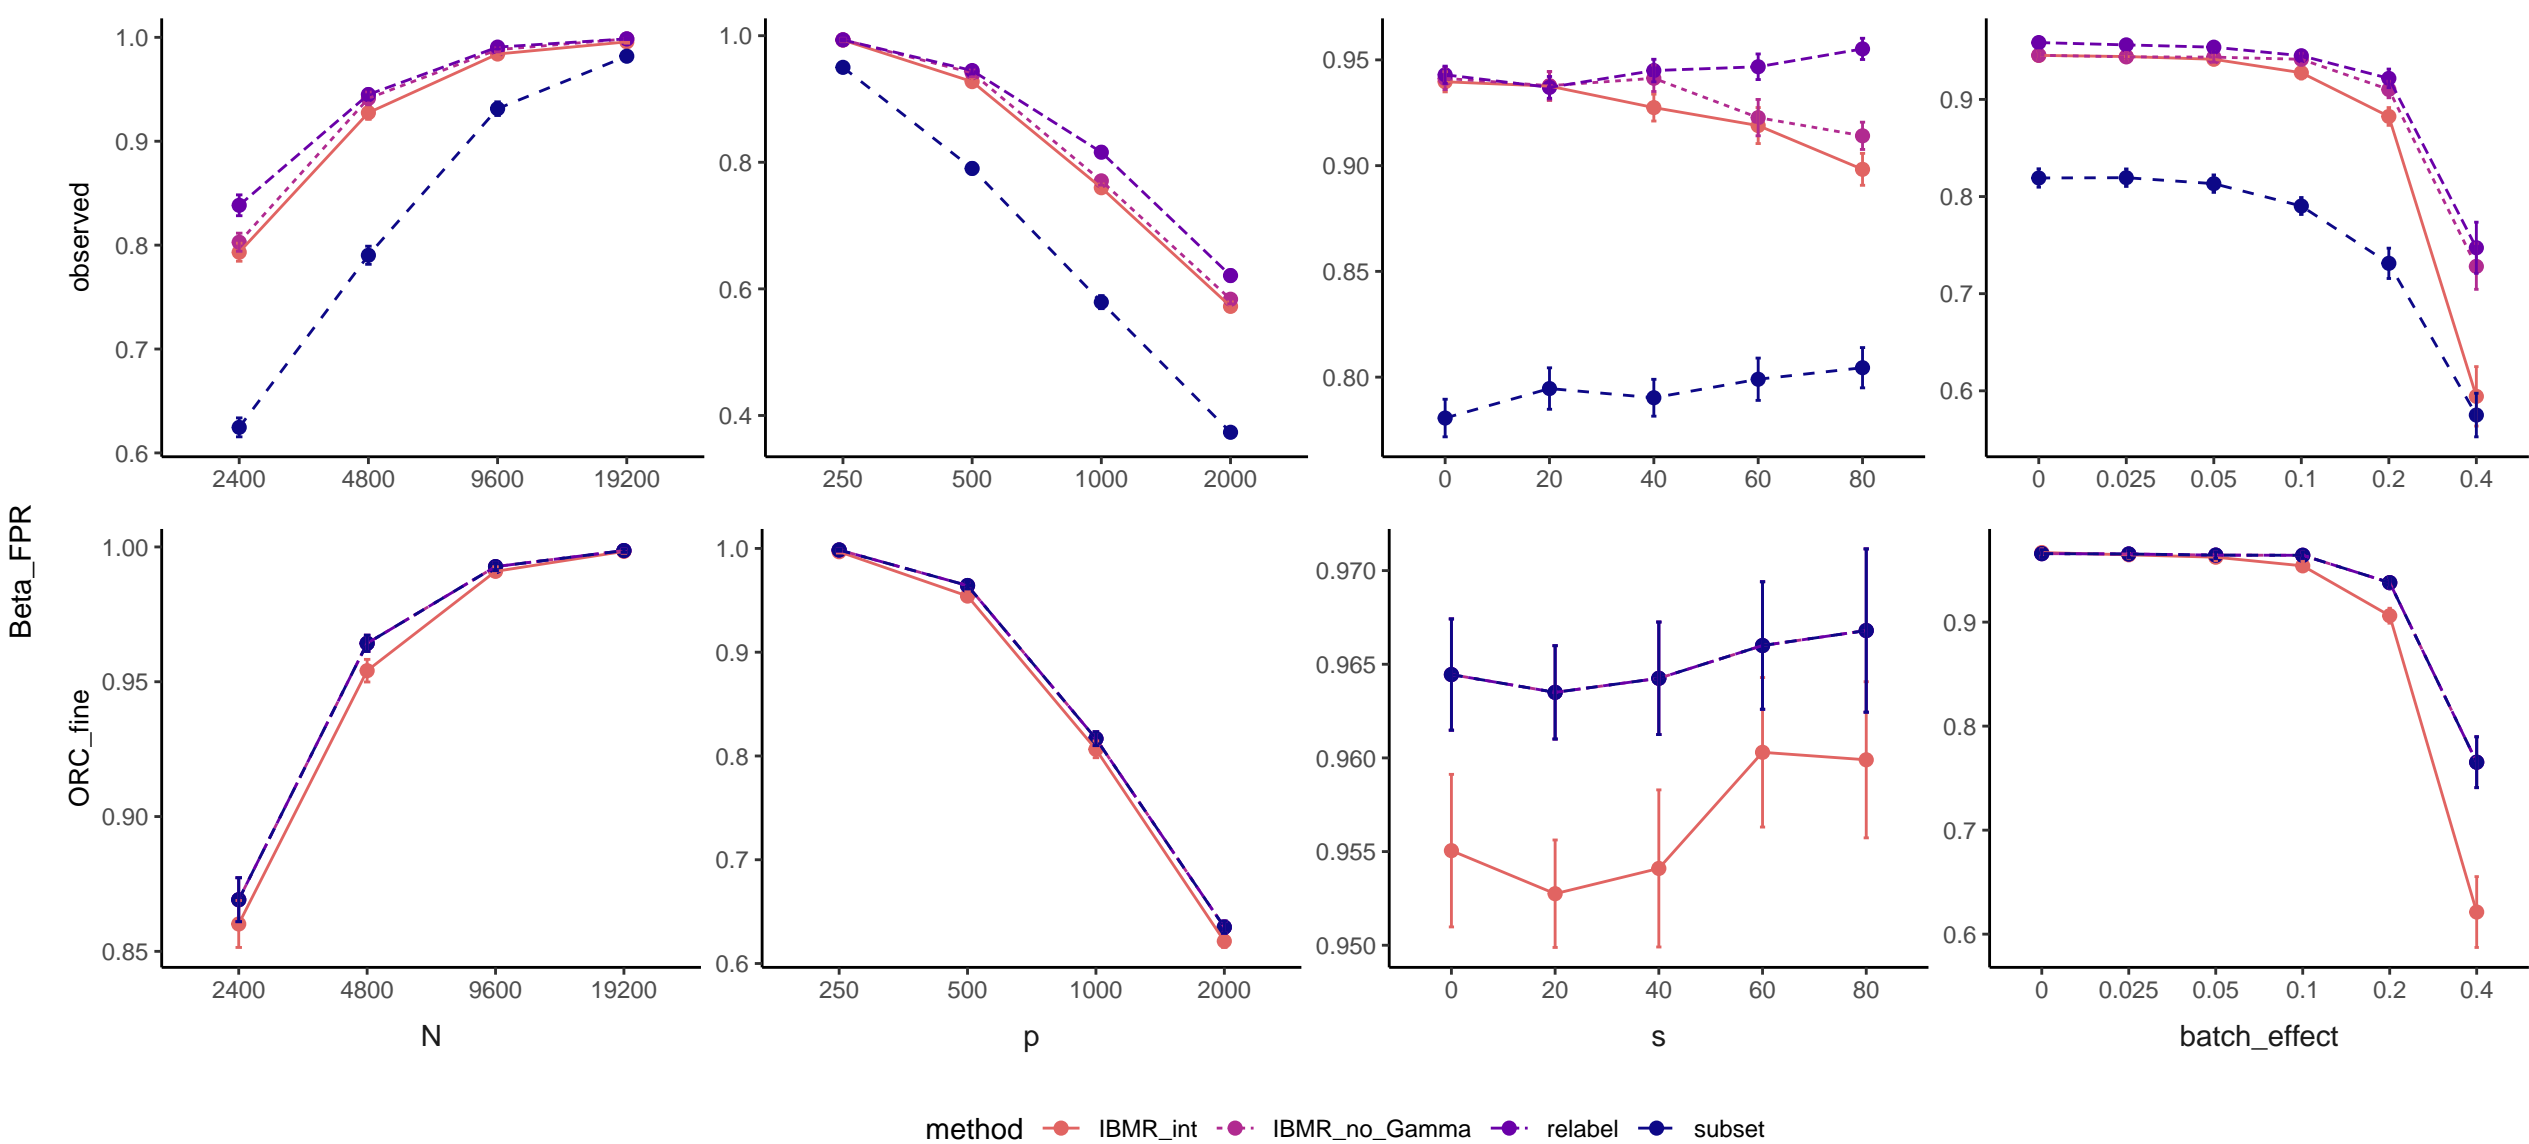 Beta_FPR
observed
1.0
0.9
0.8
0.7
0.6
2400 4800 9600 19200
1.0
0.8
0.6
0.4
250 500 1000 2000
0.95
0.90
0.85
0.80
0 20 40 60 80
0.9
0.8
0.7
0.6
0 0.025 0.05 0.1 0.2 0.4
ORC_fine
1.00
0.95
0.90
0.85
2400 4800 9600 19200
N
1.0
0.9
0.8
0.7
0.6
250 500 1000 2000
p
0.970
0.965
0.960
0.955
0.950
0 20 40 60 80
s
0.9
0.8
0.7
0.6
0 0.025 0.05 0.1 0.2 0.4
batch_effect
method IBMR_int IBMR_no_Gamma relabel subset